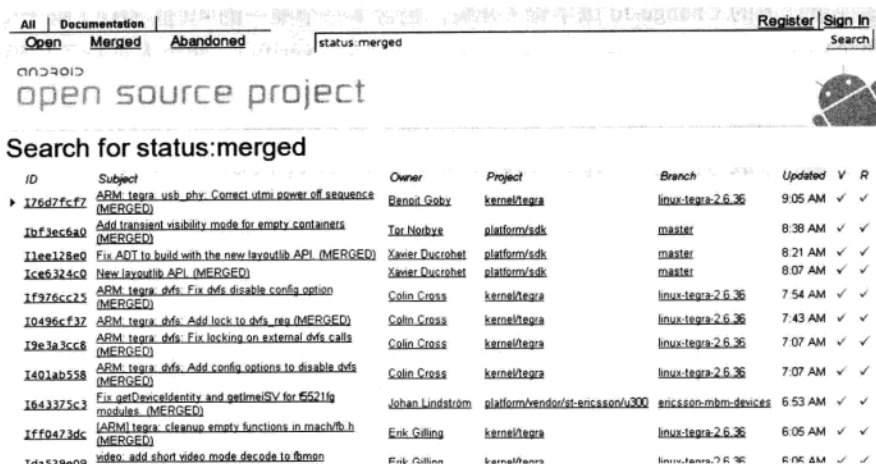 All | Documentation |
Register | Sign In
Open Merged Abandoned
status:merged
Search
android
open source project
Search for status:merged
ID Subject Owner Project Branch Updated V R
I76d7fcf7 ARM: tegra: usb_phy: Correct utmi power off sequence (MERGED) Benoit Goby kernel/tegra linux-tegra-2.6.36 9:05 AM ✓ ✓
Ibf3ec6a0 Add transient visibility mode for empty containers (MERGED) Tor Norbye platform/sdk master 8:38 AM ✓ ✓
I1ee128e0 Fix ADT to build with the new layoutlib API. (MERGED) Xavier Ducrohet platform/sdk master 8:21 AM ✓ ✓
Ice6324c0 New layoutlib API. (MERGED) Xavier Ducrohet platform/sdk master 8:07 AM ✓ ✓
If976cc25 ARM: tegra: dvfs: Fix dvfs disable config option (MERGED) Colin Cross kernel/tegra linux-tegra-2.6.36 7:54 AM ✓ ✓
I0496cf37 ARM: tegra: dvfs: Add lock to dvfs_reg (MERGED) Colin Cross kernel/tegra linux-tegra-2.6.36 7:43 AM ✓ ✓
I9e3a3cc8 ARM: tegra: dvfs: Fix locking on external dvfs calls (MERGED) Colin Cross kernel/tegra linux-tegra-2.6.36 7:07 AM ✓ ✓
I401ab558 ARM: tegra: dvfs: Add config options to disable dvfs (MERGED) Colin Cross kernel/tegra linux-tegra-2.6.36 7:07 AM ✓ ✓
I643375c3 Fix getDeviceIdentity and getImeiSV for f5521fg modules. (MERGED) Johan Lindstrom platform/vendor/st-ericsson/u300 ericsson-mbm-devices 6:53 AM ✓ ✓
Iff0473dc [ARM] tegra: cleanup empty functions in mach/fb.h (MERGED) Erik Gilling kernel/tegra linux-tegra-2.6.36 6:05 AM ✓ ✓
Ida539e09 video: add short video mode decode to fbmon Erik Gilling kernel/tegra linux-tegra-2.6.36 6:05 AM ✓ ✓